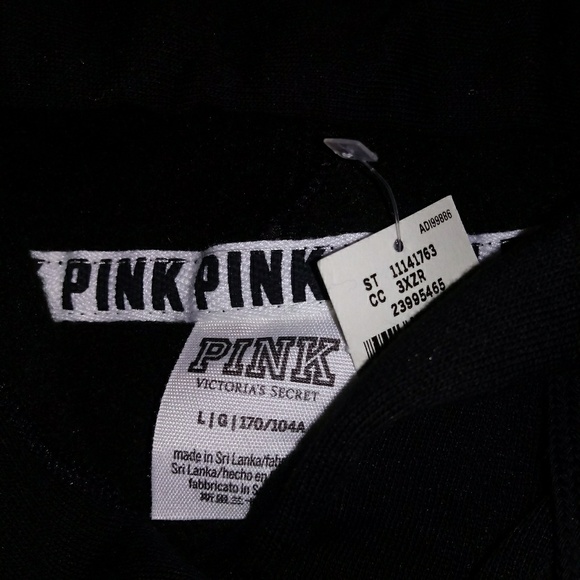 PINK PINK
ADI99886
ST 11141763
CC 3XZR
23995465
PINK
VICTORIA'S SECRET
L|G|170/104A
made in Sri Lanka/
Sri Lanka/hecho en
fabbricato in